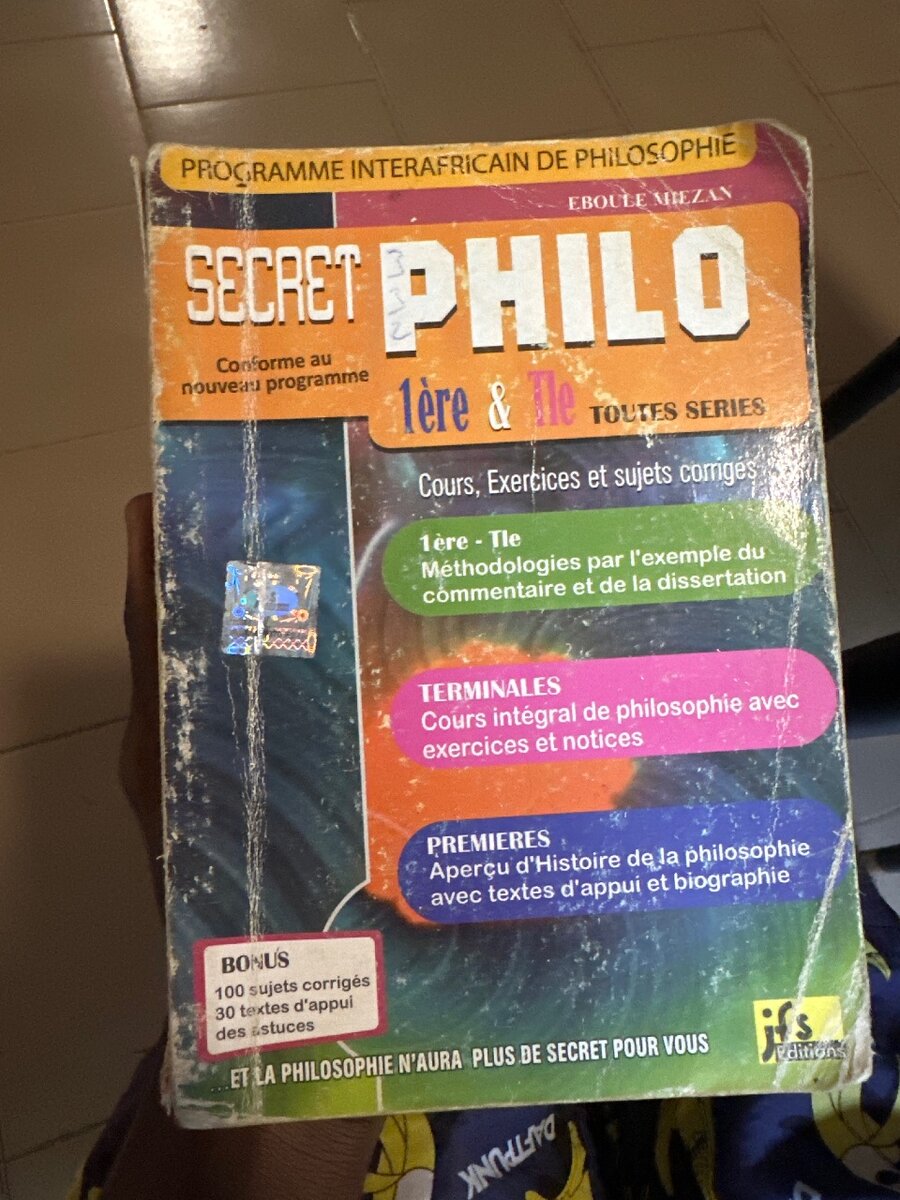 PROGRAMME INTERAFRICAIN DE PHILOSOPHIE
EBOULE MIEZAN
SECRET PHILO
Conforme au
nouveau programme
1ère & Tle TOUTES SERIES
Cours, Exercices et sujets corrigés
1ère - Tle
Méthodologies par l'exemple du
commentaire et de la dissertation
TERMINALES
Cours intégral de philosophie avec
exercices et notices
PREMIERES
Aperçu d'Histoire de la philosophie
avec textes d'appui et biographie
BONUS
100 sujets corrigés
30 textes d'appui
des astuces
...ET LA PHILOSOPHIE N'AURA PLUS DE SECRET POUR VOUS
jfs
Editions
DAFTPUNK